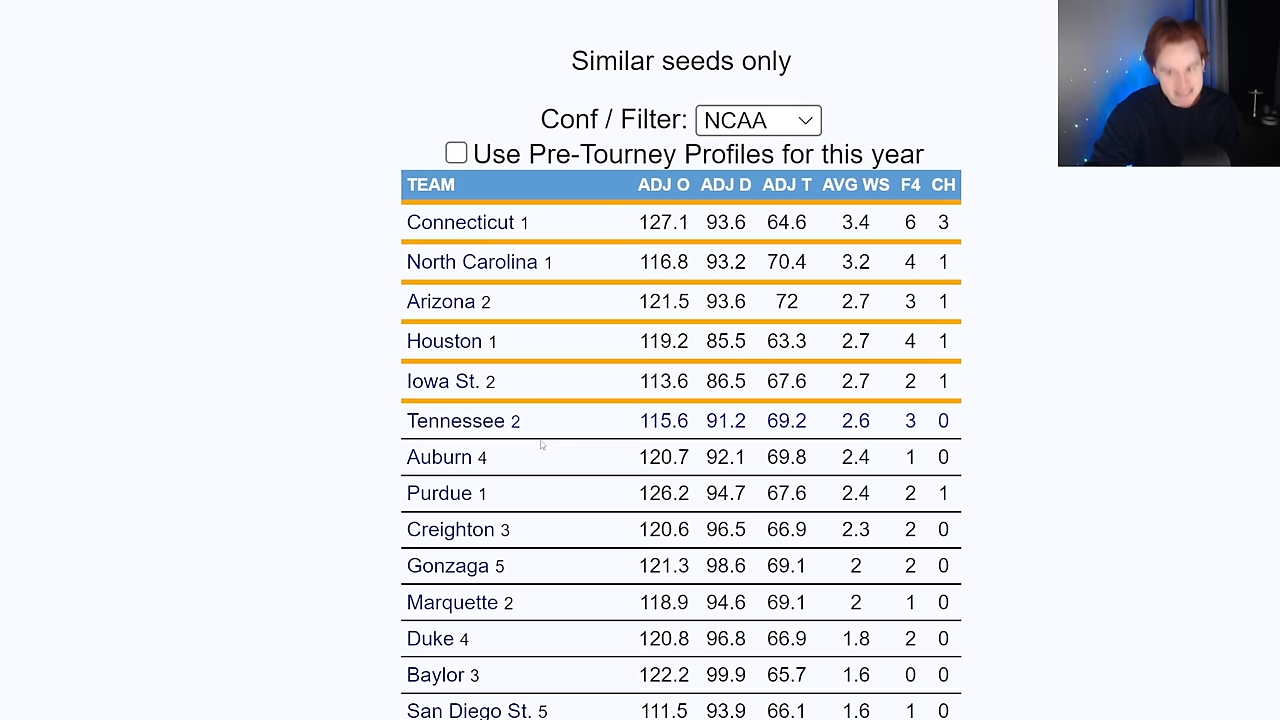 Similar seeds only
Conf / Filter: NCAA
Use Pre-Tourney Profiles for this year
TEAM ADJ O ADJ D ADJ T AVG WS F4 CH
Connecticut 1 127.1 93.6 64.6 3.4 6 3
North Carolina 1 116.8 93.2 70.4 3.2 4 1
Arizona 2 121.5 93.6 72 2.7 3 1
Houston 1 119.2 85.5 63.3 2.7 4 1
Iowa St. 2 113.6 86.5 67.6 2.7 2 1
Tennessee 2 115.6 91.2 69.2 2.6 3 0
Auburn 4 120.7 92.1 69.8 2.4 1 0
Purdue 1 126.2 94.7 67.6 2.4 2 1
Creighton 3 120.6 96.5 66.9 2.3 2 0
Gonzaga 5 121.3 98.6 69.1 2 2 0
Marquette 2 118.9 94.6 69.1 2 1 0
Duke 4 120.8 96.8 66.9 1.8 2 0
Baylor 3 122.2 99.9 65.7 1.6 0 0
San Diego St. 5 111.5 93.9 66.1 1.6 1 0